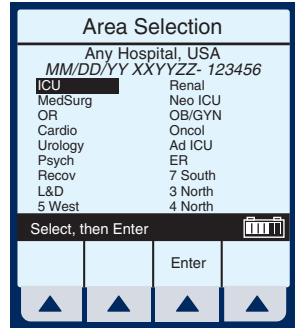 Area Selection
Any Hospital, USA
MM/DD/YY XXYYZZ- 123456
ICU Renal
MedSurg Neo ICU
OR OB/GYN
Cardio Oncol
Urology Ad ICU
Psych ER
Recov 7 South
L&D 3 North
5 West 4 North
Select, then Enter
Enter